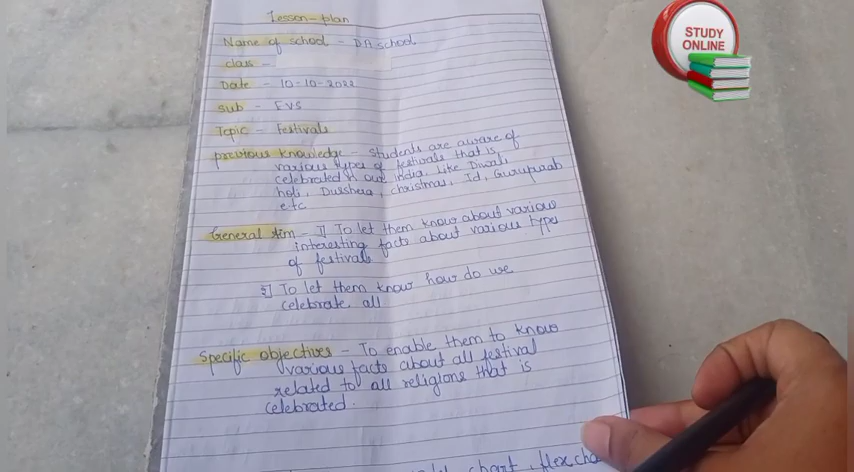 Lesson-plan
Name of school - DA school
class -
Date - 10-10-2022
Sub - EVS
Topic - Festivals
previous knowledge - students are aware of
various types of festivals that is
celebrated in our india. Like Diwali
holi, Dusshera, christmas, Id, Gurupurab
etc
General Aim - 1] To let them know about various
interesting facts about various types
of festivals
2] To let them know how do we
celebrate all
Specific objectives - To enable them to know
various facts about all festival
related to all religions that is
celebrated.
chart, flex cha
STUDY
ONLINE